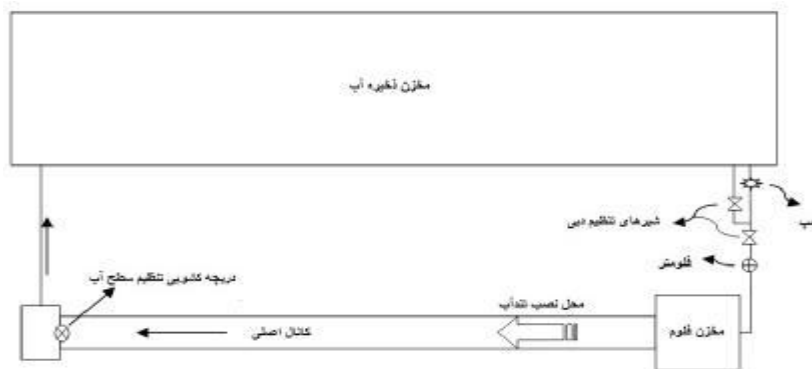 مخزن ذخیره آب
شیرهای تنظیم دبی
فلومتر
دریچه کشویی تنظیم سطح آب
محل نصب تندآب
کانال اصلی
مخزن فلوم